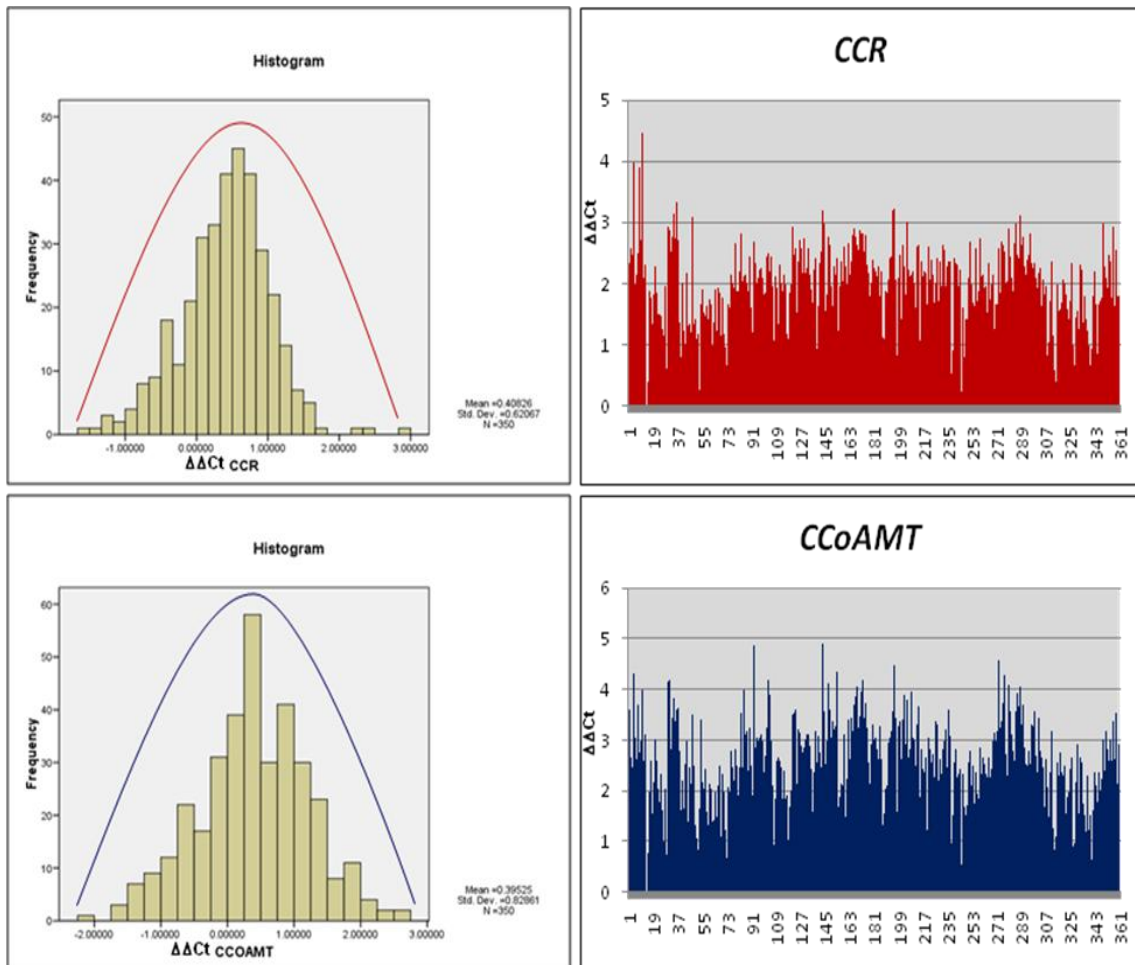 Histogram
Frequency
50
40
30
20
10
0
-1.00000 0.00000 1.00000 2.00000 3.00000
ΔΔCt CCR
Mean =0.40826
Std. Dev. =0.62067
N =350
CCR
ΔΔCt
5
4
3
2
1
0
1 19 37 55 73 91 109 127 145 163 181 199 217 235 253 271 289 307 325 343 361
Histogram
Frequency
60
50
40
30
20
10
0
-2.00000 -1.00000 0.00000 1.00000 2.00000 3.00000
ΔΔCt CCOAMT
Mean =0.39525
Std. Dev. =0.82861
N =350
CCoAMT
ΔΔCt
6
5
4
3
2
1
0
1 19 37 55 73 91 109 127 145 163 181 199 217 235 253 271 289 307 325 343 361